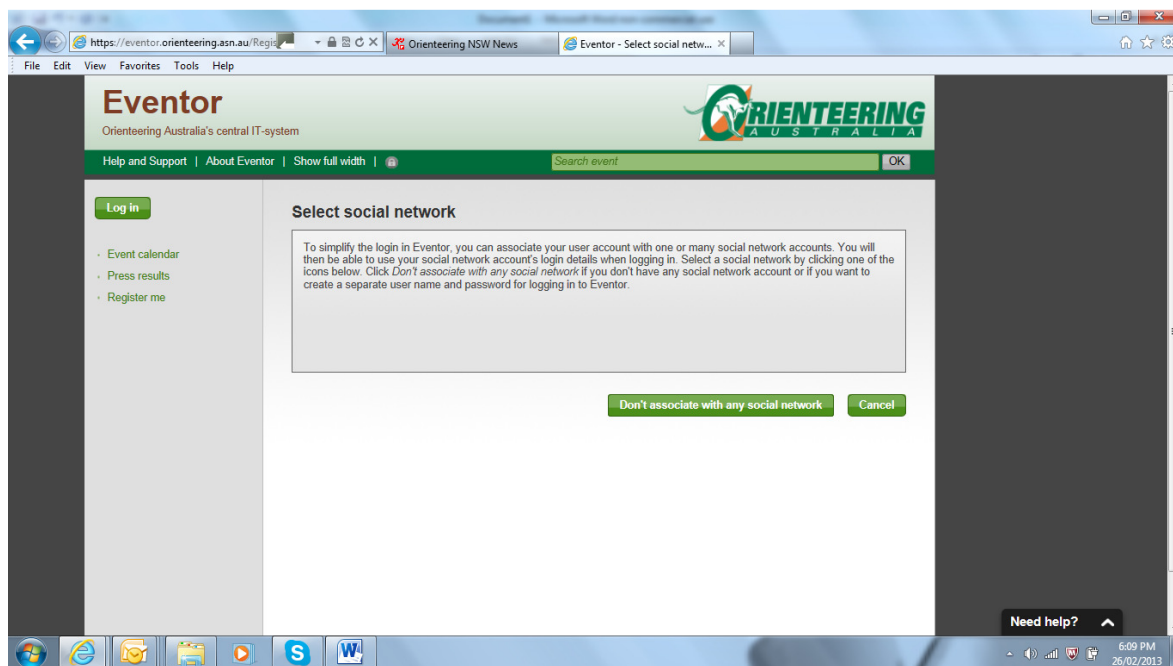 https://eventor.orienteering.asn.au/Regis
Orienteering NSW News
Eventor - Select social netw...
File Edit View Favorites Tools Help
Eventor
Orienteering Australia's central IT-system
ORIENTEERING
AUSTRALIA
Help and Support | About Eventor | Show full width |
Search event
OK
Log in
Event calendar
Press results
Register me
Select social network
To simplify the login in Eventor, you can associate your user account with one or many social network accounts. You will
then be able to use your social network account's login details when logging in. Select a social network by clicking one of the
icons below. Click Don't associate with any social network if you don't have any social network account or if you want to
create a separate user name and password for logging in to Eventor.
Don't associate with any social network
Cancel
Need help?
6:09 PM
26/02/2013